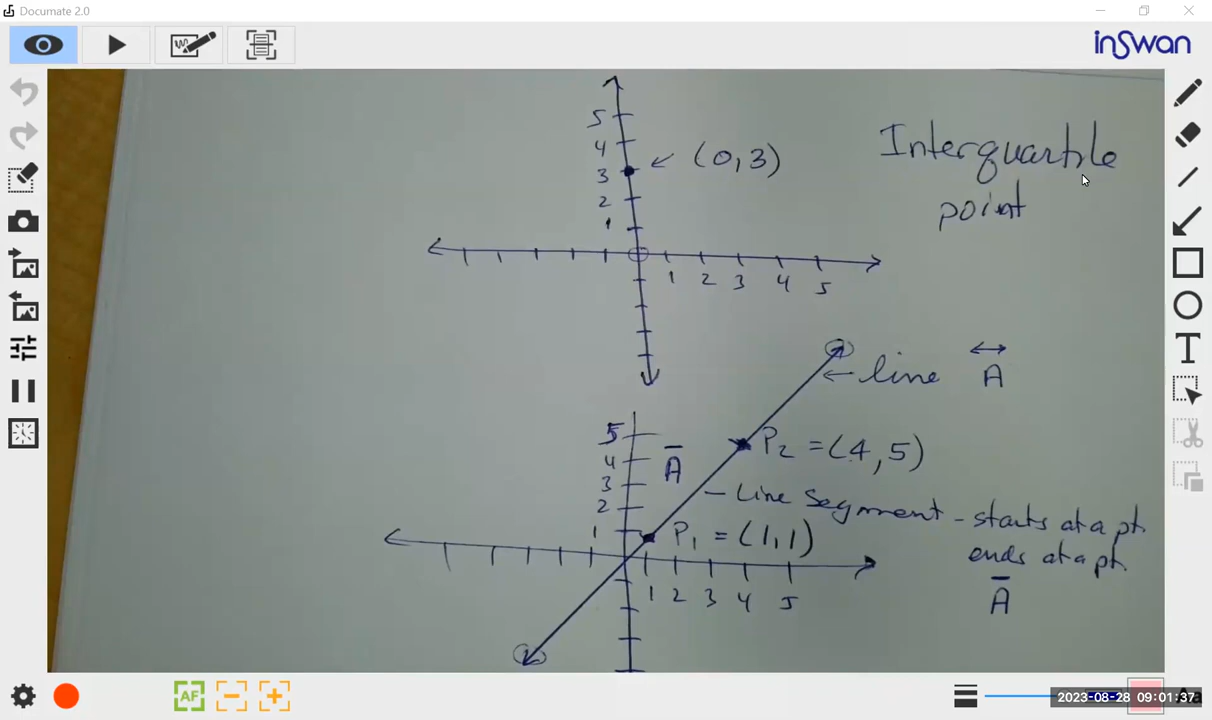 Documate 2.0
inSwan
5
4
3
2
1
← (0,3)
1 2 3 4 5
Interquartile
point
← line A
5
4
3
2
1
A
P₂ = (4,5)
- Line Segment - starts at a pt.
ends at a pt.
A
P₁ = (1,1)
1 2 3 4 5
T
AF
2023-08-28 09:01:37
Aa